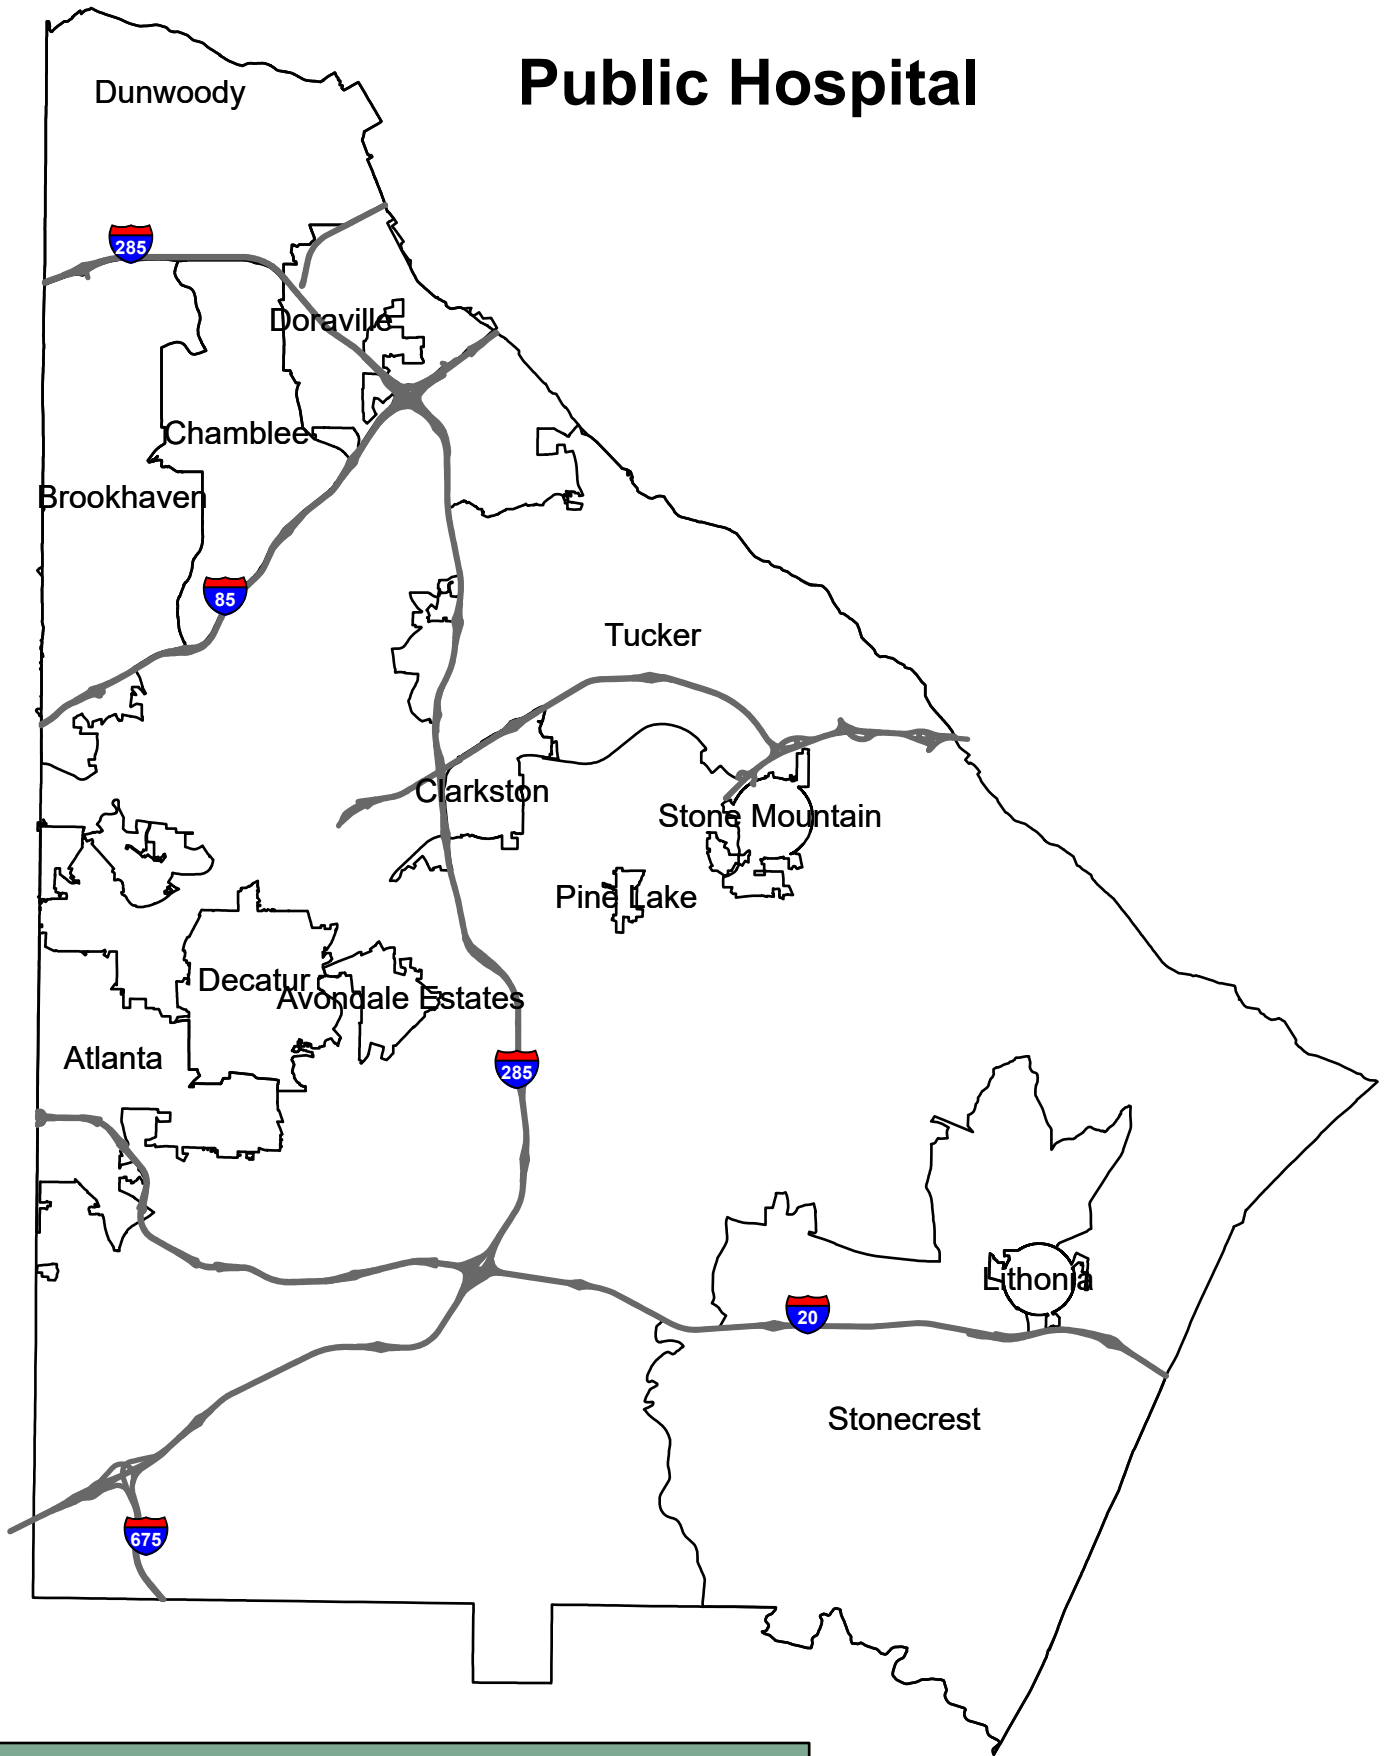 Public Hospital
Dunwoody
285
Doraville
Chamblee
Brookhaven
85
Tucker
Clarkston
Stone Mountain
Pine Lake
Decatur
Avondale Estates
Atlanta
285
Lithonia
20
Stonecrest
675